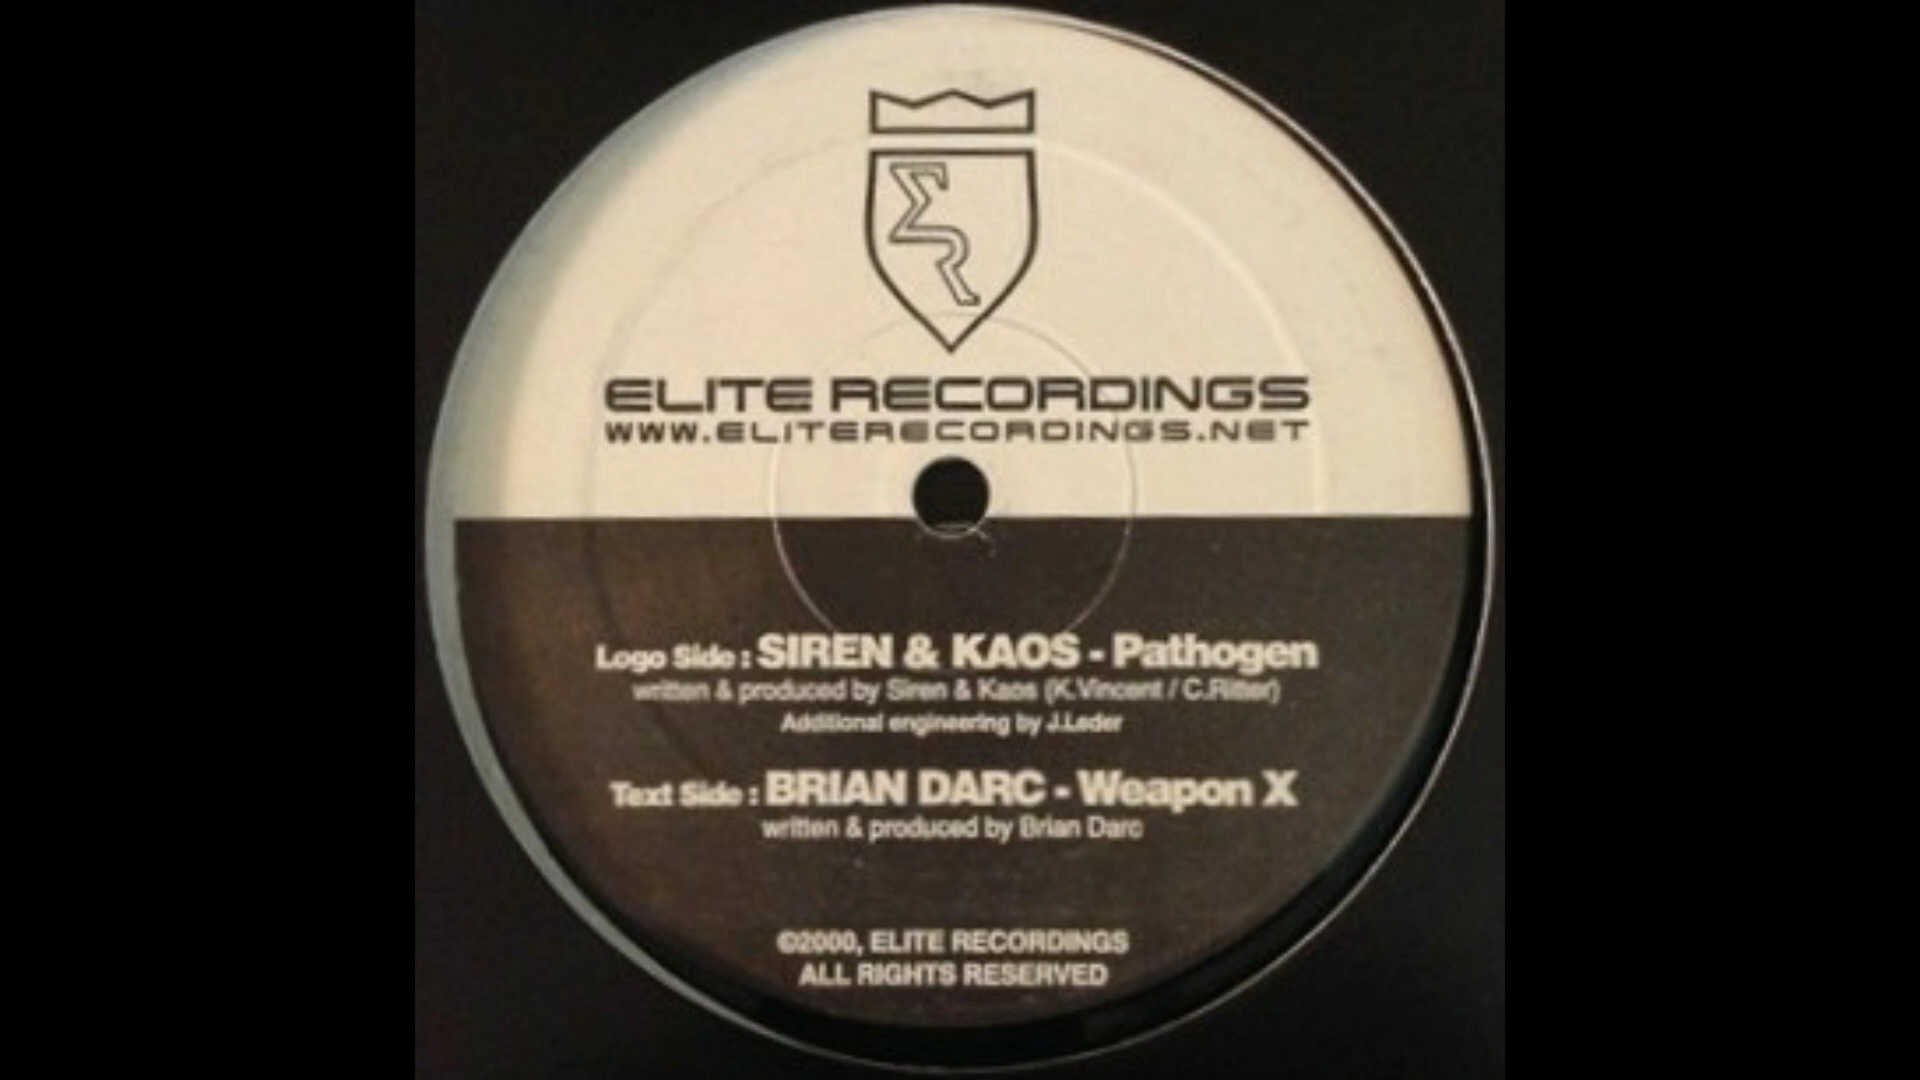 ER
ELITE RECORDINGS
WWW.ELITERECORDINGS.NET
Logo Side : SIREN & KAOS - Pathogen
written & produced by Siren & Kaos (K.Vincent / C.Ritter)
Additional engineering by J.Leder
Text Side : BRIAN DARC - Weapon X
written & produced by Brian Darc
©2000, ELITE RECORDINGS
ALL RIGHTS RESERVED